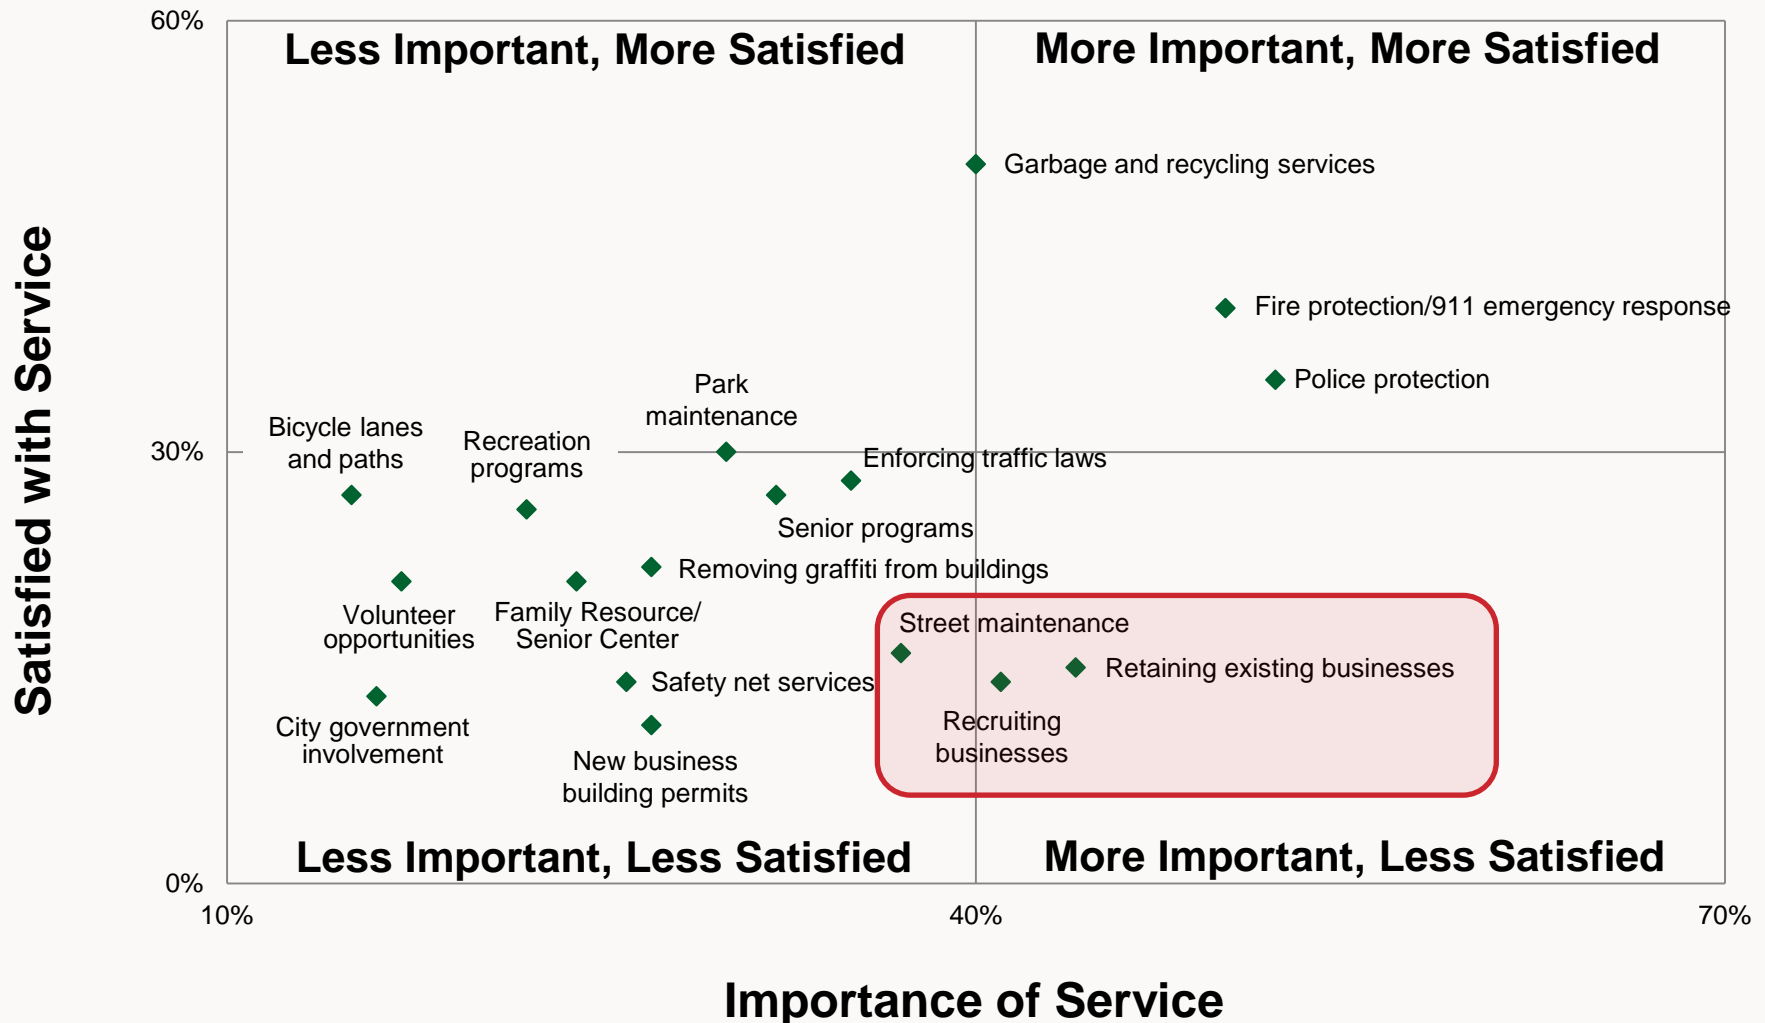 60%
Less Important, More Satisfied
More Important, More Satisfied
Garbage and recycling services
Fire protection/911 emergency response
Police protection
Park
maintenance
Bicycle lanes
and paths
Recreation
programs
30%
Enforcing traffic laws
Senior programs
Removing graffiti from buildings
Volunteer
opportunities
Family Resource/
Senior Center
Street maintenance
Retaining existing businesses
Safety net services
Recruiting
businesses
City government
involvement
New business
building permits
Less Important, Less Satisfied
More Important, Less Satisfied
0%
10%
40%
70%
Satisfied with Service
Importance of Service